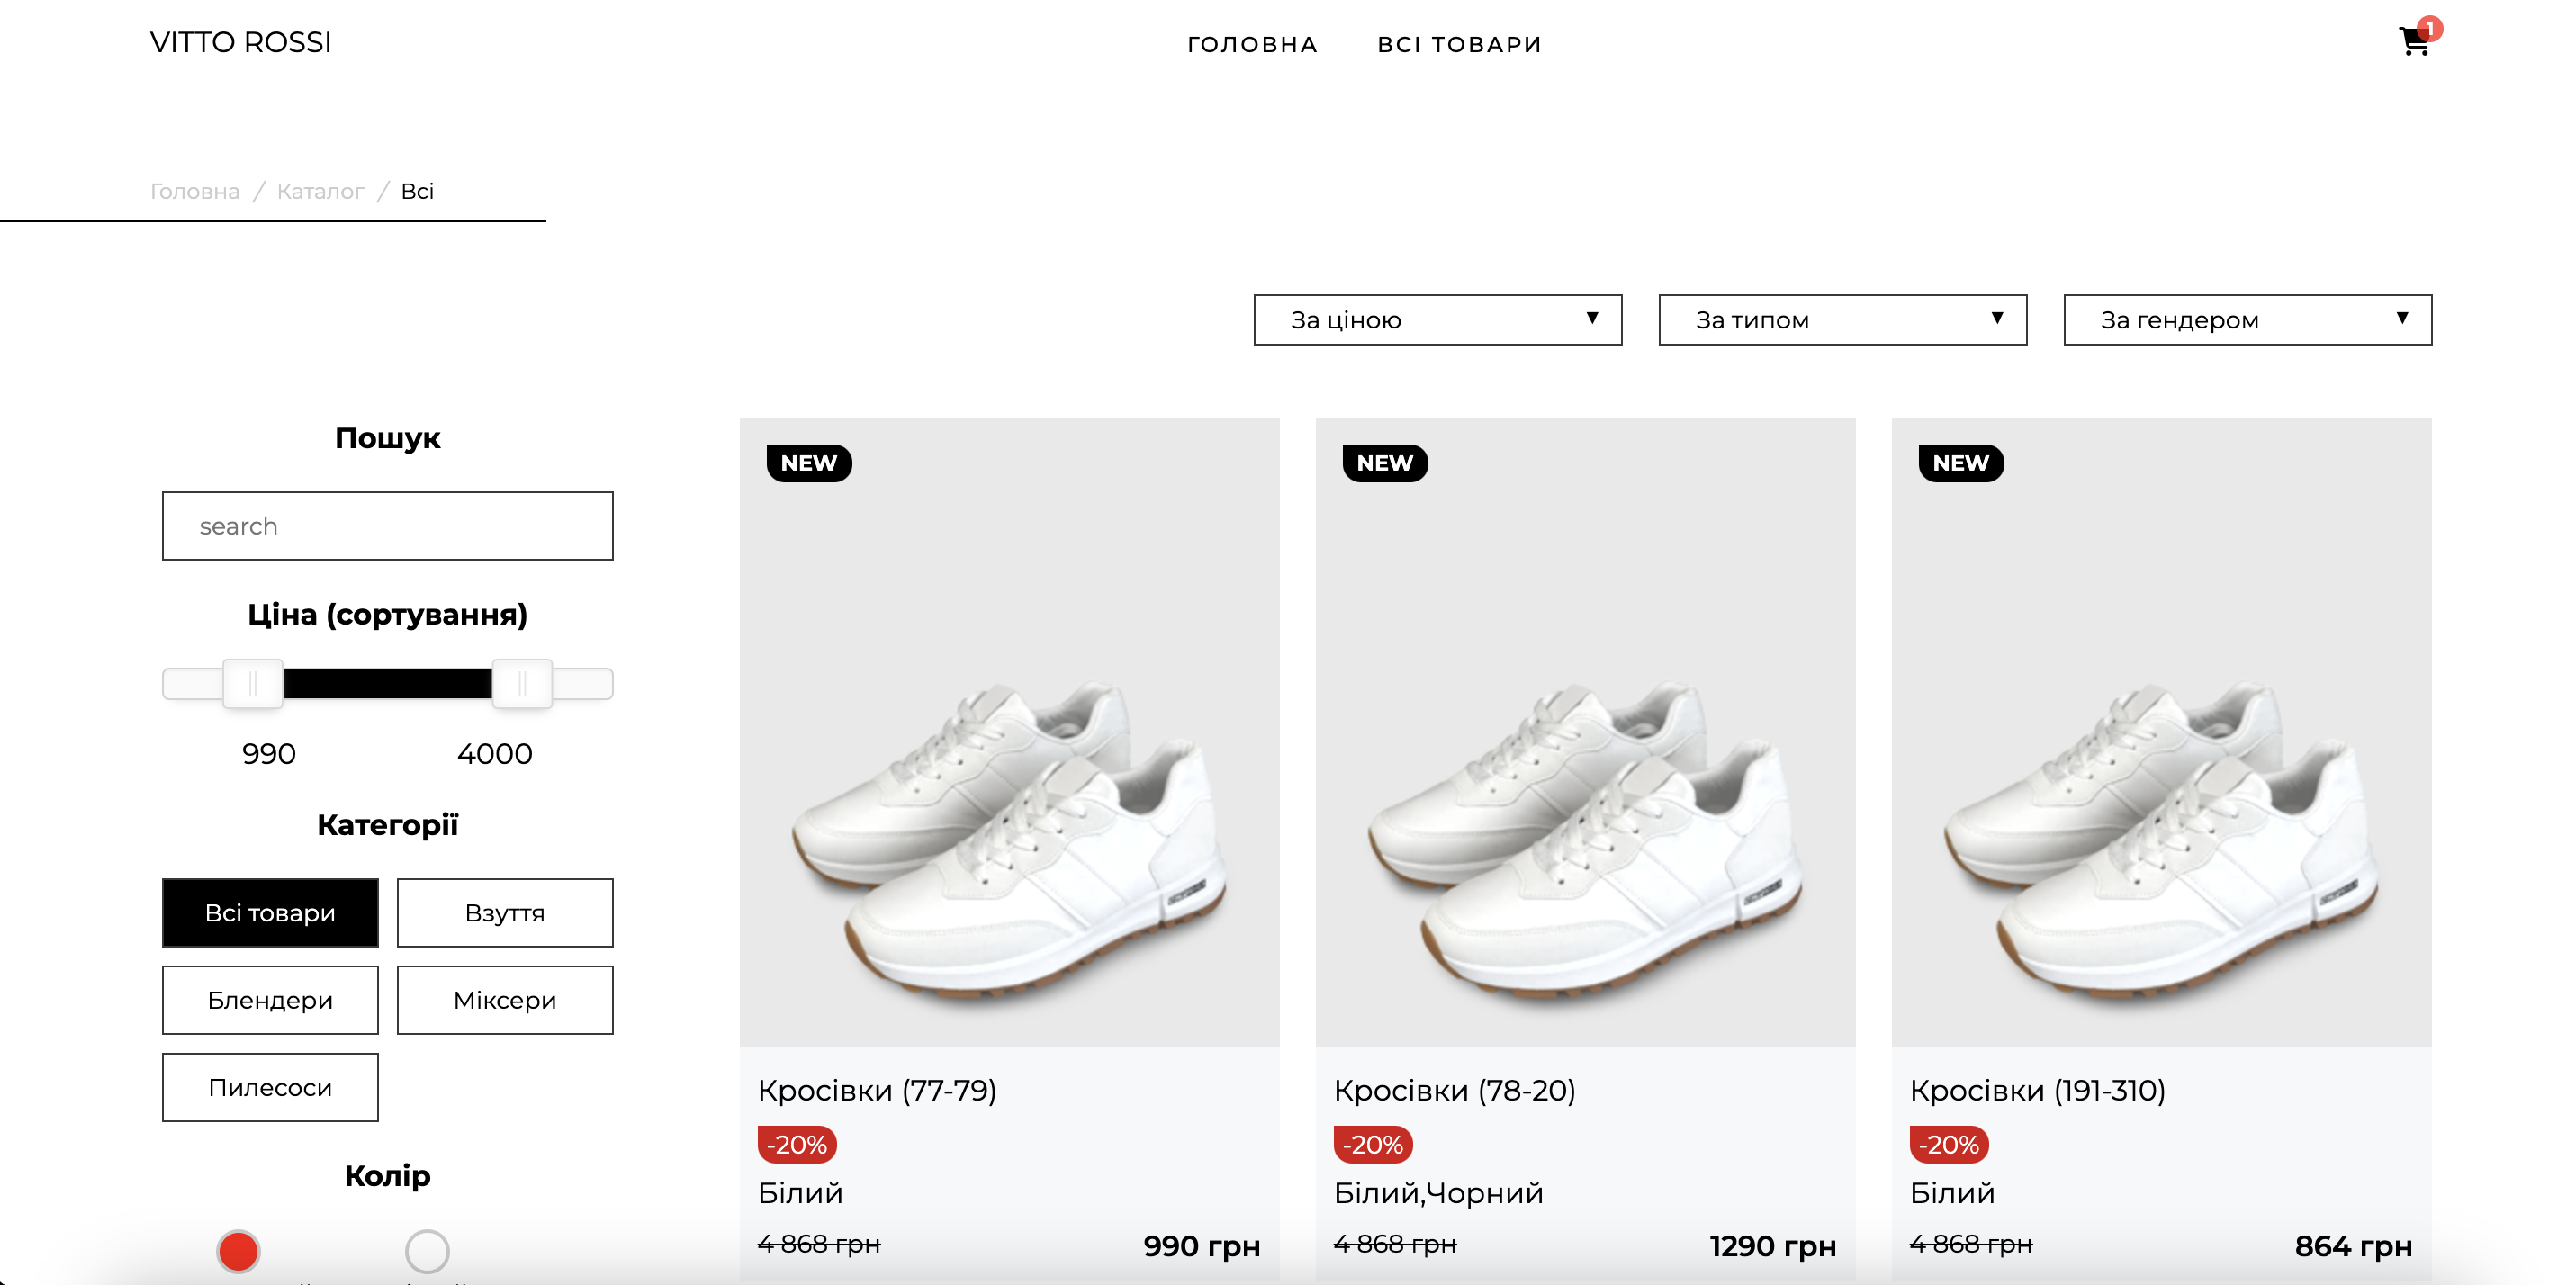 VITTO ROSSI
ГОЛОВНА
ВСІ ТОВАРИ
1
Головна / Каталог / Всі
За ціною
За типом
За гендером
Пошук
search
Ціна (сортування)
990
4000
Категорії
Всі товари
Взуття
Блендери
Міксери
Пилесоси
Колір
NEW
Кросівки (77-79)
-20%
Білий
4 868 грн
990 грн
NEW
Кросівки (78-20)
-20%
Білий,Чорний
4 868 грн
1290 грн
NEW
Кросівки (191-310)
-20%
Білий
4 868 грн
864 грн